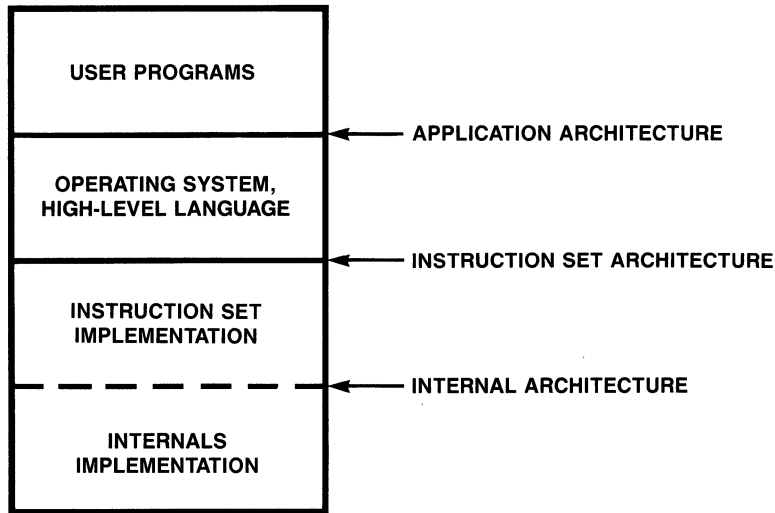 USER PROGRAMS
APPLICATION ARCHITECTURE
OPERATING SYSTEM,
HIGH-LEVEL LANGUAGE
INSTRUCTION SET ARCHITECTURE
INSTRUCTION SET
IMPLEMENTATION
INTERNAL ARCHITECTURE
INTERNALS
IMPLEMENTATION